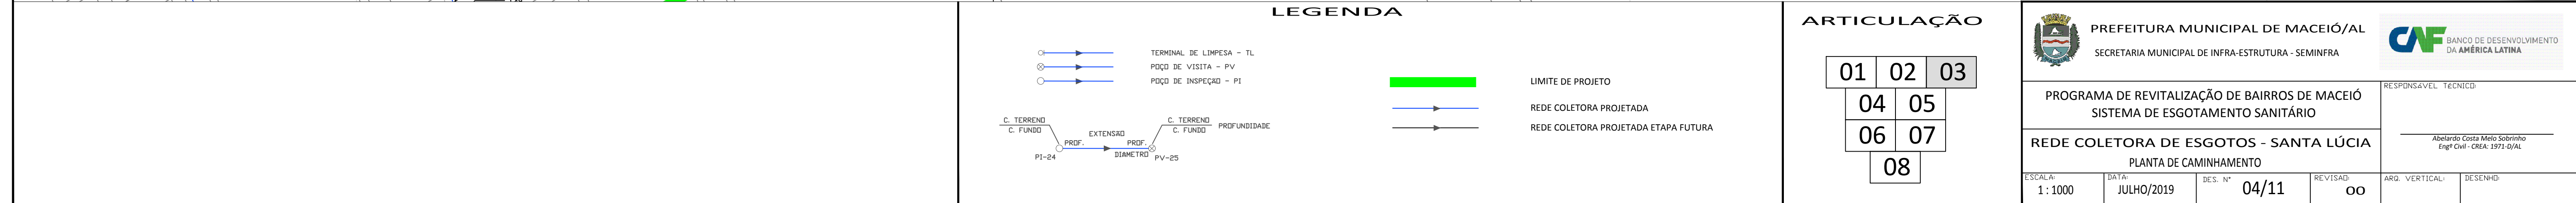 LEGENDA
TERMINAL DE LIMPESA - TL
POÇO DE VISITA - PV
POÇO DE INSPEÇÃO - PI
C. TERRENO
C. FUNDO
PROF.
PI-24
EXTENSÃO
DIAMETRO
C. TERRENO
C. FUNDO
PROFUNDIDADE
PROF.
PV-25
LIMITE DE PROJETO
REDE COLETORA PROJETADA
REDE COLETORA PROJETADA ETAPA FUTURA
ARTICULAÇÃO
01 02 03
04 05
06 07
08
PREFEITURA MUNICIPAL DE MACEIÓ/AL
SECRETARIA MUNICIPAL DE INFRA-ESTRUTURA - SEMINFRA
CAF
BANCO DE DESENVOLVIMENTO
DA AMÉRICA LATINA
PROGRAMA DE REVITALIZAÇÃO DE BAIRROS DE MACEIÓ
SISTEMA DE ESGOTAMENTO SANITÁRIO
RESPONSáVEL TéCNICO:
Abelardo Costa Melo Sobrinho
Engº Civil - CREA: 1971-D/AL
REDE COLETORA DE ESGOTOS - SANTA LÚCIA
PLANTA DE CAMINHAMENTO
ESCALA:
1 : 1000
DATA:
JULHO/2019
DES. N°
04/11
REVISÃO:
00
ARQ. VERTICAL:
DESENHO: